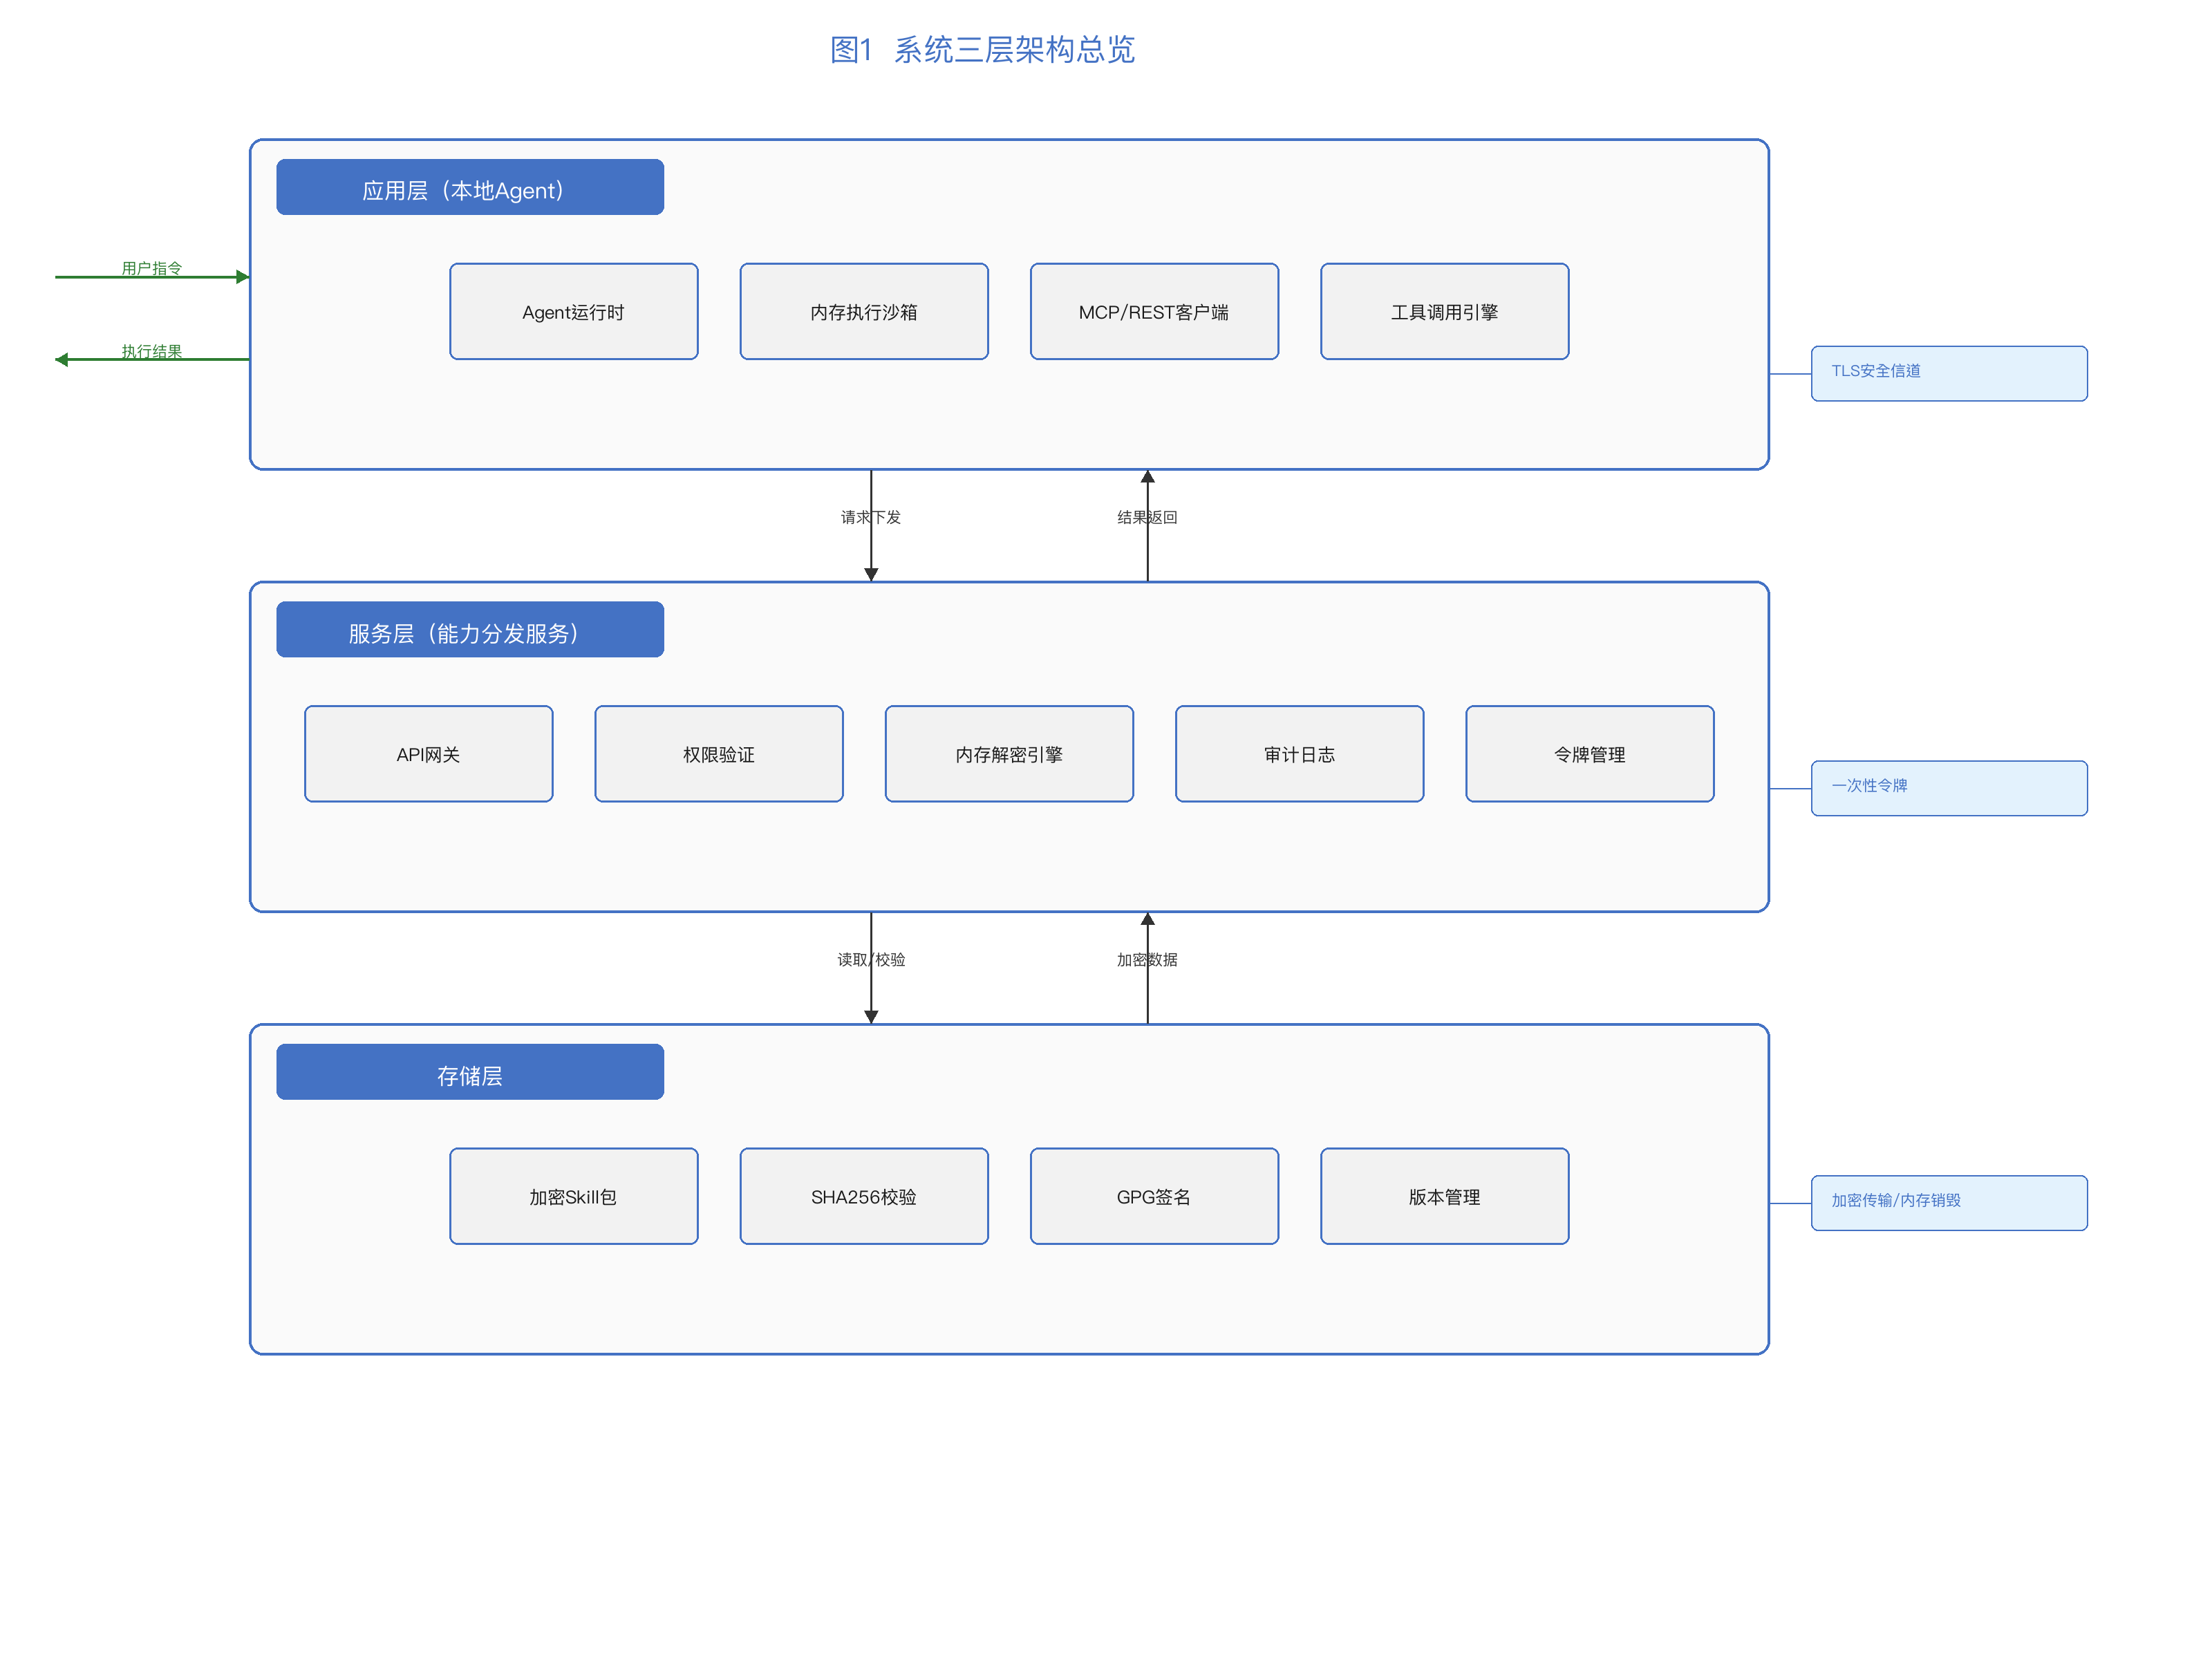 图1 系统三层架构总览
应用层（本地Agent）
用户指令
Agent运行时
内存执行沙箱
MCP/REST客户端
工具调用引擎
执行结果
TLS安全信道
请求下发
结果返回
服务层（能力分发服务）
API网关
权限验证
内存解密引擎
审计日志
令牌管理
一次性令牌
读取/校验
加密数据
存储层
加密Skill包
SHA256校验
GPG签名
版本管理
加密传输/内存销毁